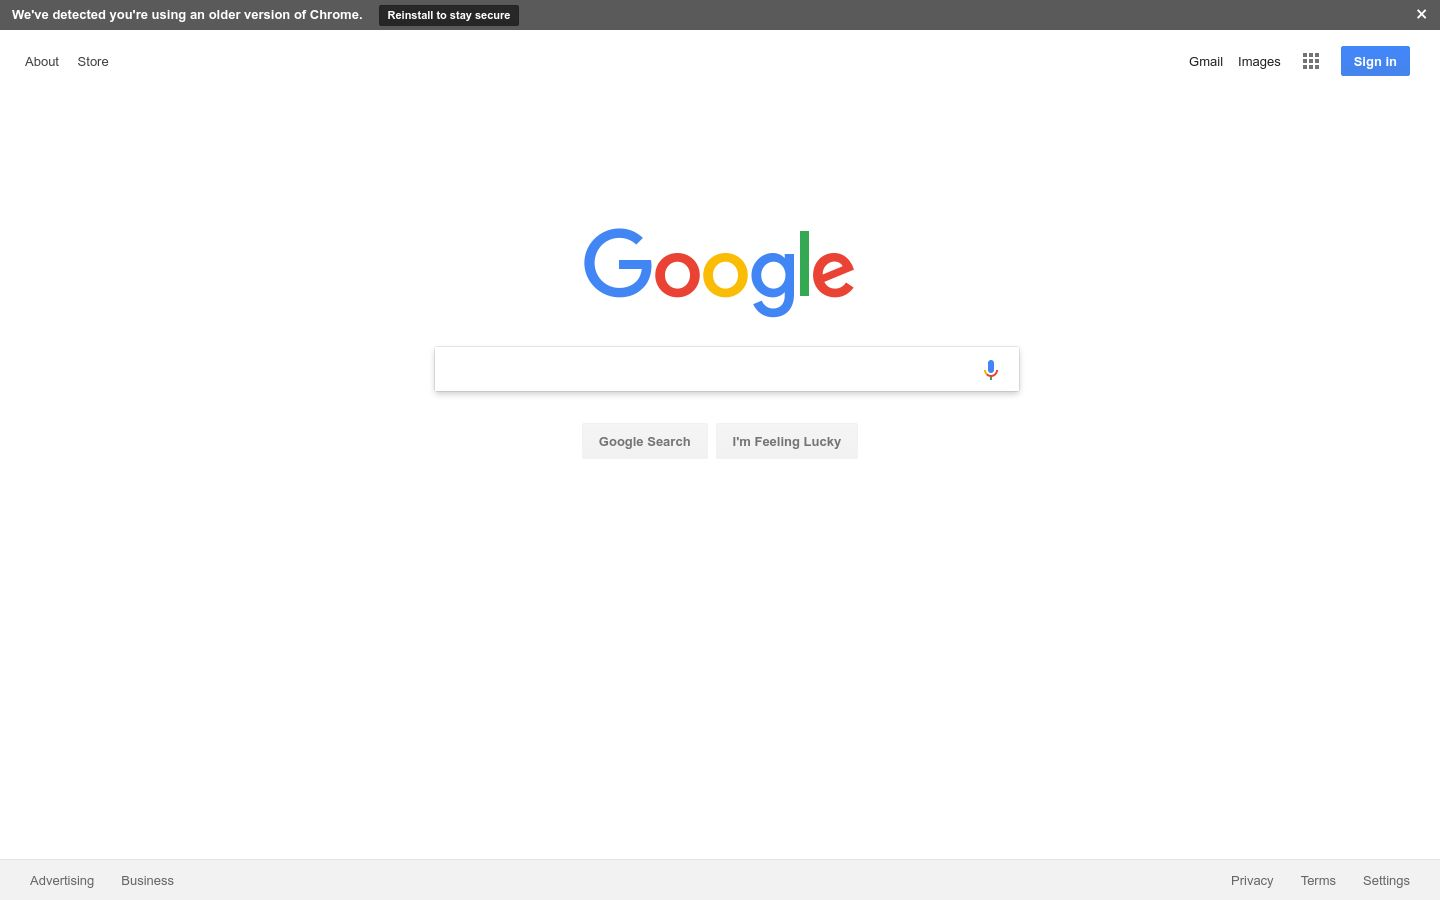 We've detected you're using an older version of Chrome. Reinstall to stay secure ×
About Store Gmail Images Sign in
Google
Google Search I'm Feeling Lucky
Advertising Business Privacy Terms Settings